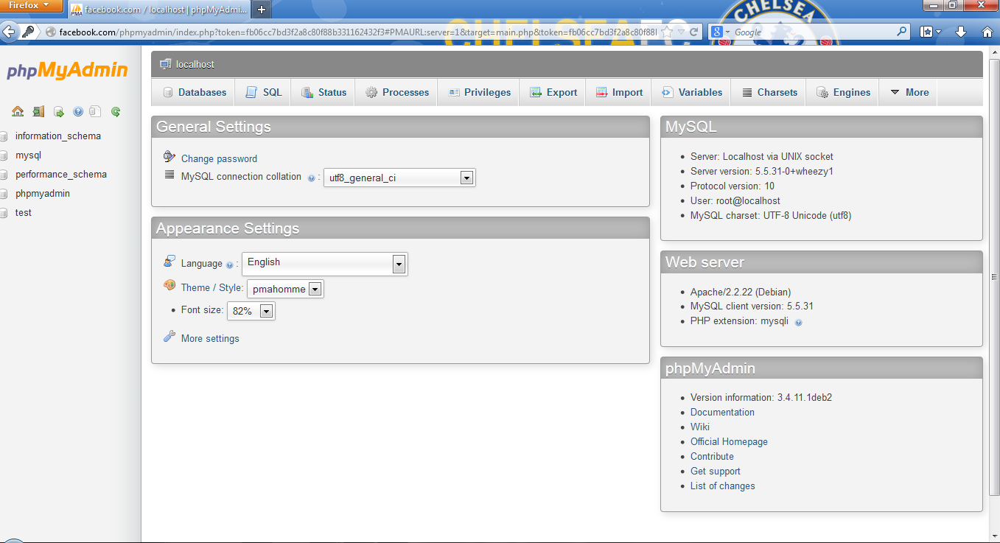 Firefox
facebook.com / localhost | phpMyAdmi...
CHELSEA
facebook.com/phpmyadmin/index.php?token=fb06cc7bd3f2a8c80f88b331162432f3#PMAURL:server=1&target=main.php&token=fb06cc7bd3f2a8c80f88l
Google
CHELSEA FC
phpMyAdmin
localhost
Databases SQL Status Processes Privileges Export Import Variables Charsets Engines More
information_schema
mysql
performance_schema
phpmyadmin
test
General Settings
Change password
MySQL connection collation : utf8_general_ci
Appearance Settings
Language : English
Theme / Style: pmahomme
• Font size: 82%
More settings
MySQL
• Server: Localhost via UNIX socket
• Server version: 5.5.31-0+wheezy1
• Protocol version: 10
• User: root@localhost
• MySQL charset: UTF-8 Unicode (utf8)
Web server
• Apache/2.2.22 (Debian)
• MySQL client version: 5.5.31
• PHP extension: mysqli
phpMyAdmin
• Version information: 3.4.11.1deb2
• Documentation
• Wiki
• Official Homepage
• Contribute
• Get support
• List of changes